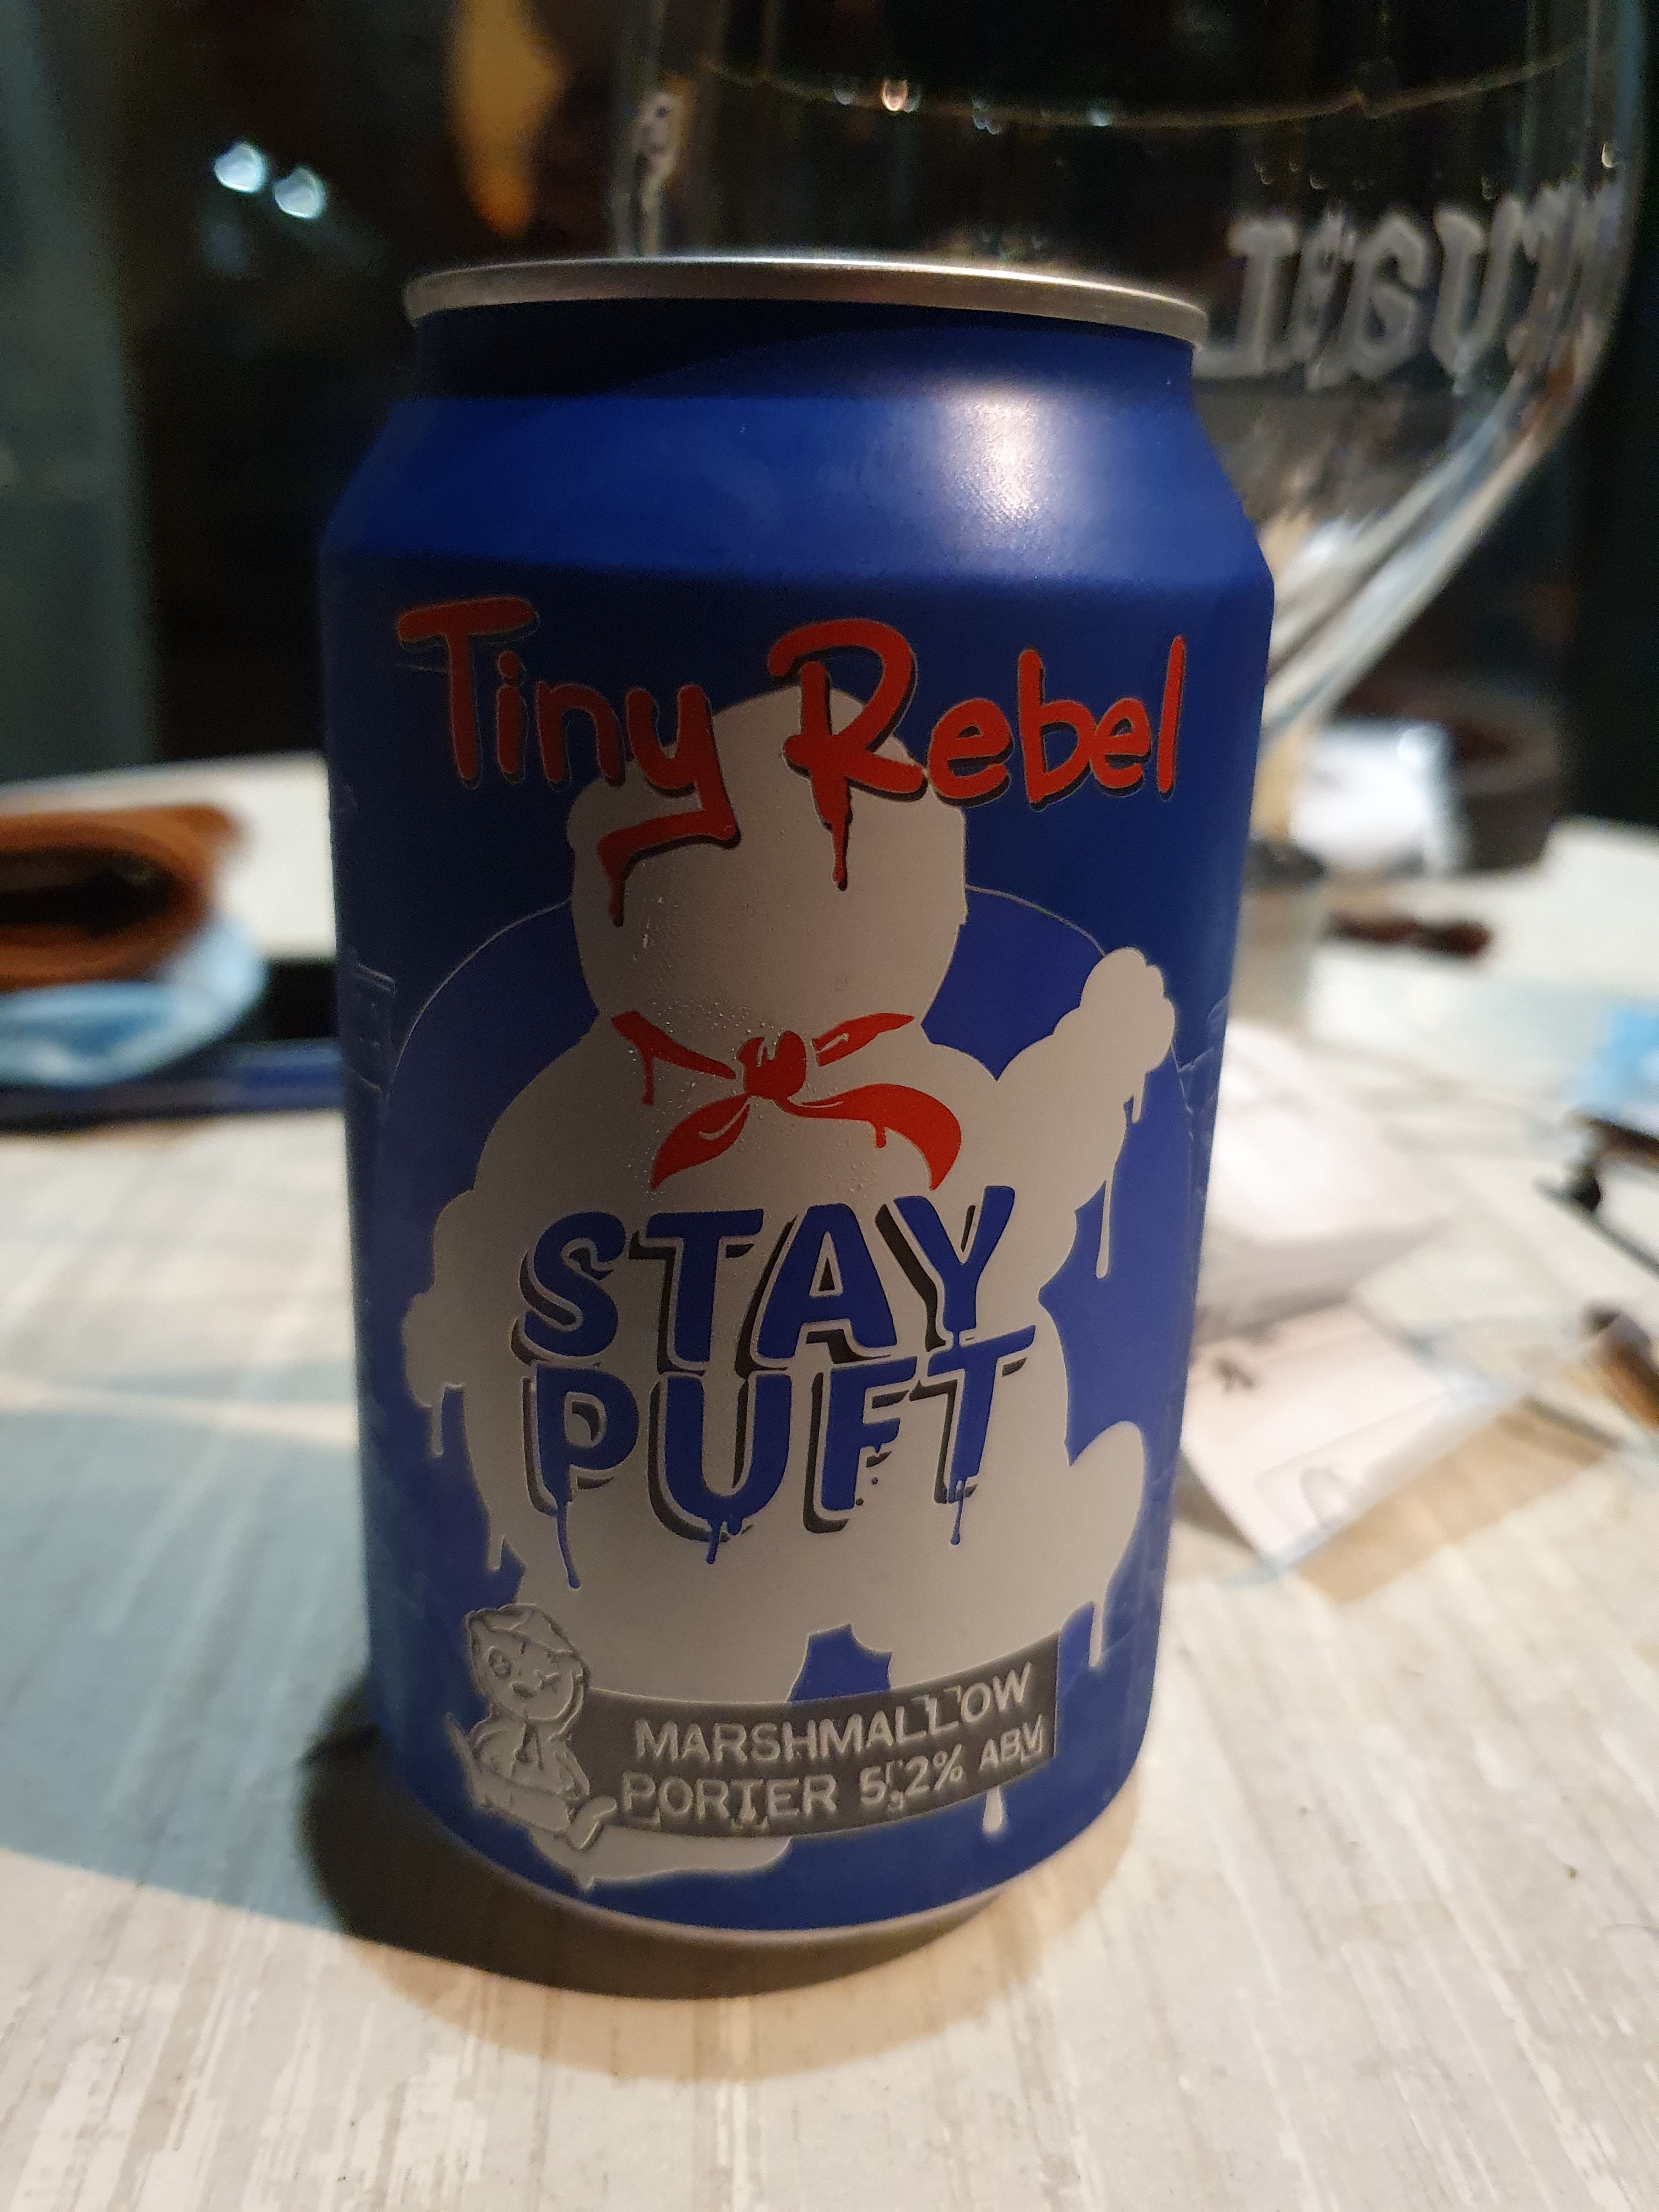 Tiny Rebel
STAY
PUFT
MARSHMALLOW
PORTER 5.2% ABV